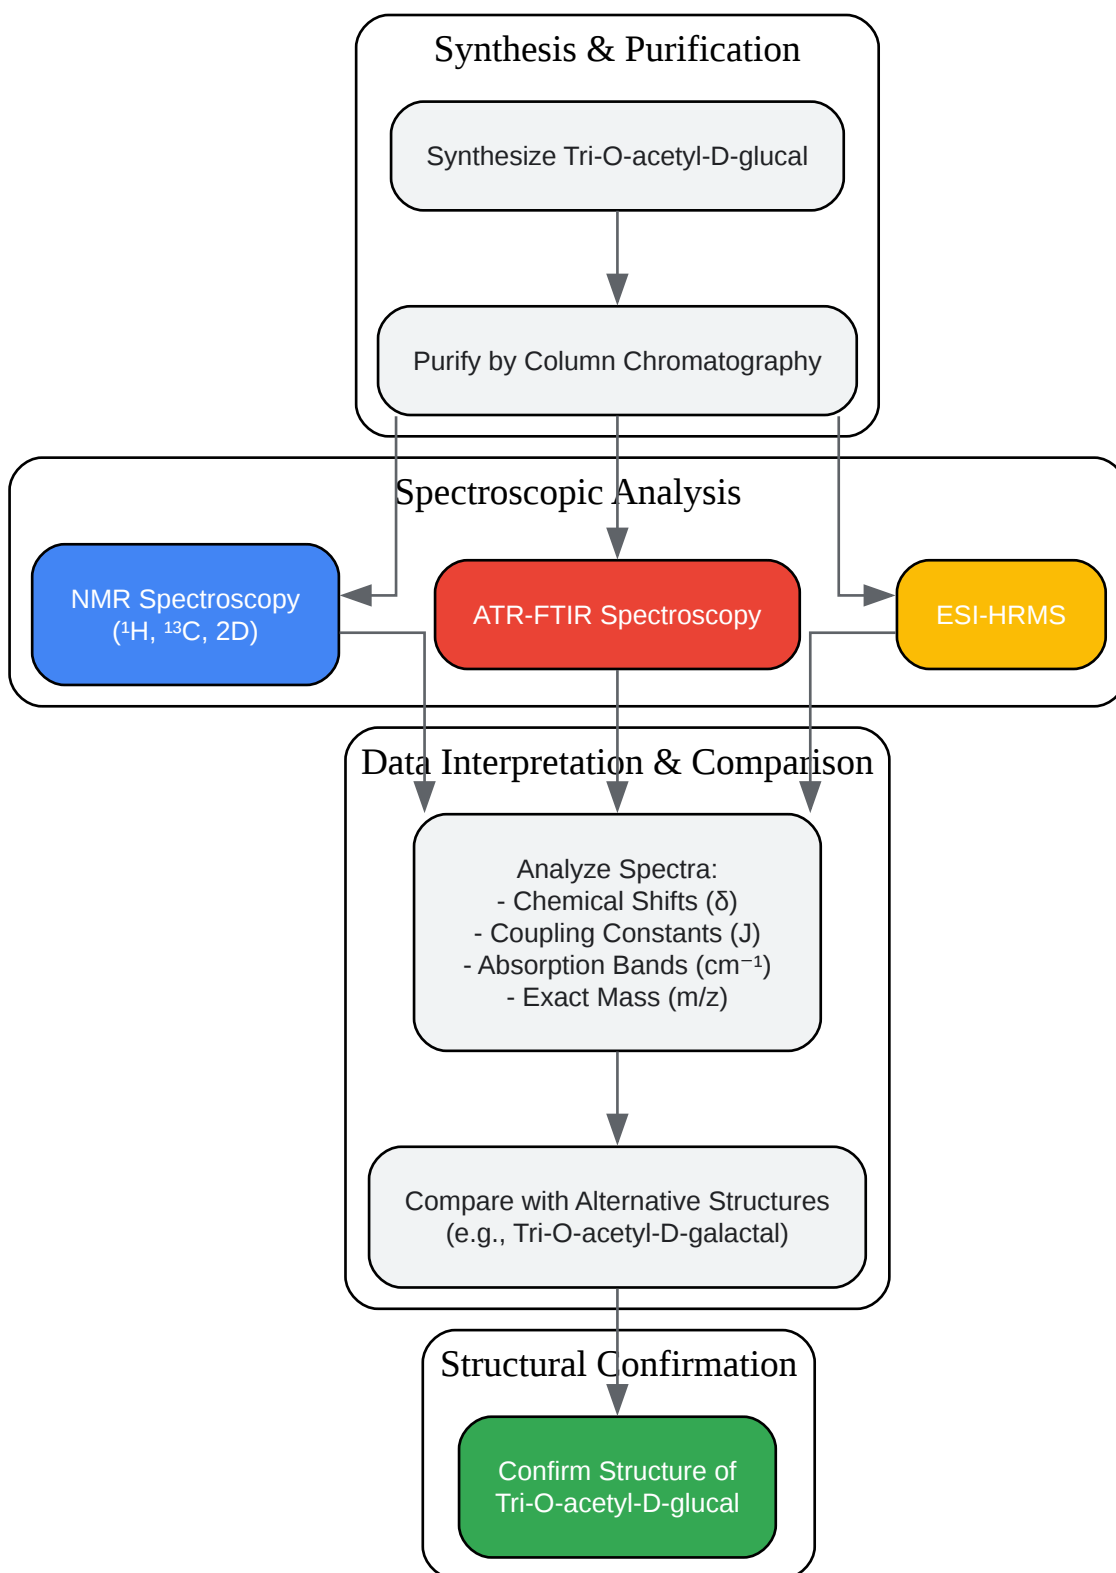 Synthesis & Purification
Synthesize Tri-O-acetyl-D-glucal
Purify by Column Chromatography
Spectroscopic Analysis
NMR Spectroscopy
(¹H, ¹³C, 2D)
ATR-FTIR Spectroscopy
ESI-HRMS
Data Interpretation & Comparison
Analyze Spectra:
- Chemical Shifts (δ)
- Coupling Constants (J)
- Absorption Bands (cm⁻¹)
- Exact Mass (m/z)
Compare with Alternative Structures
(e.g., Tri-O-acetyl-D-galactal)
Structural Confirmation
Confirm Structure of
Tri-O-acetyl-D-glucal